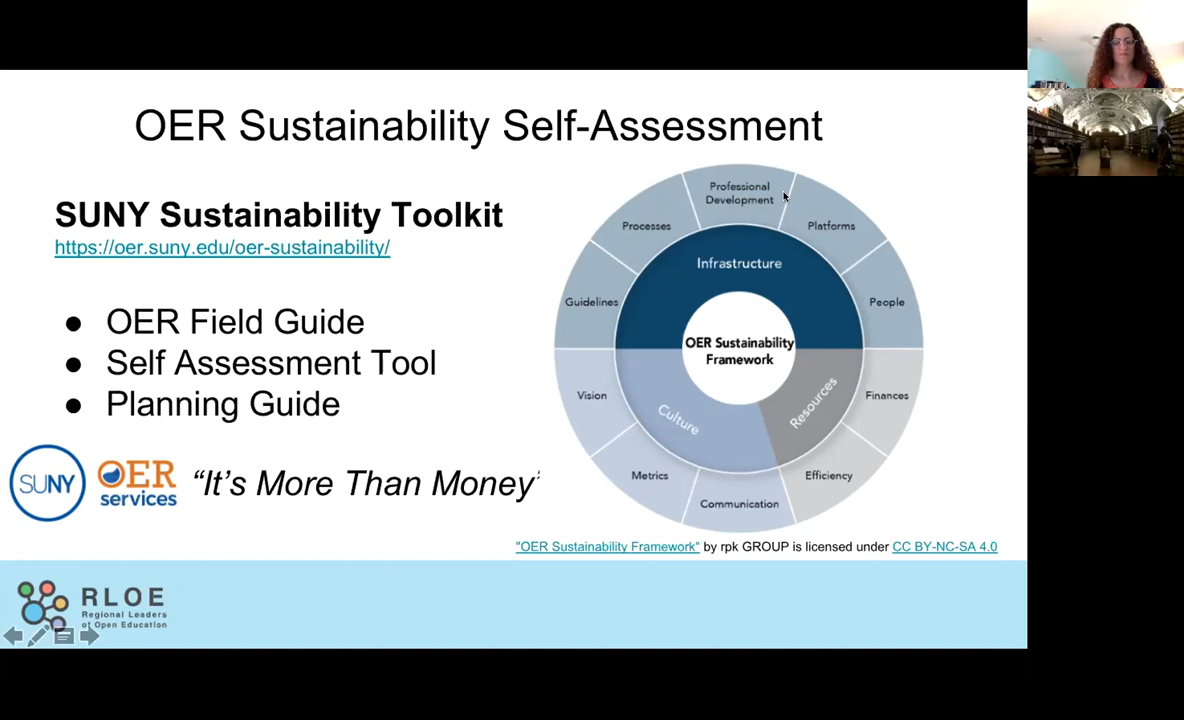 OER Sustainability Self-Assessment
SUNY Sustainability Toolkit
https://oer.suny.edu/oer-sustainability/
● OER Field Guide
● Self Assessment Tool
● Planning Guide
SUNY
OER
services
“It’s More Than Money’
Professional
Development
Processes
Platforms
Infrastructure
Guidelines
People
OER Sustainability
Framework
Vision
Culture
Resources
Finances
Metrics
Efficiency
Communication
"OER Sustainability Framework" by rpk GROUP is licensed under CC BY-NC-SA 4.0
RLOE
Regional Leaders
of Open Education